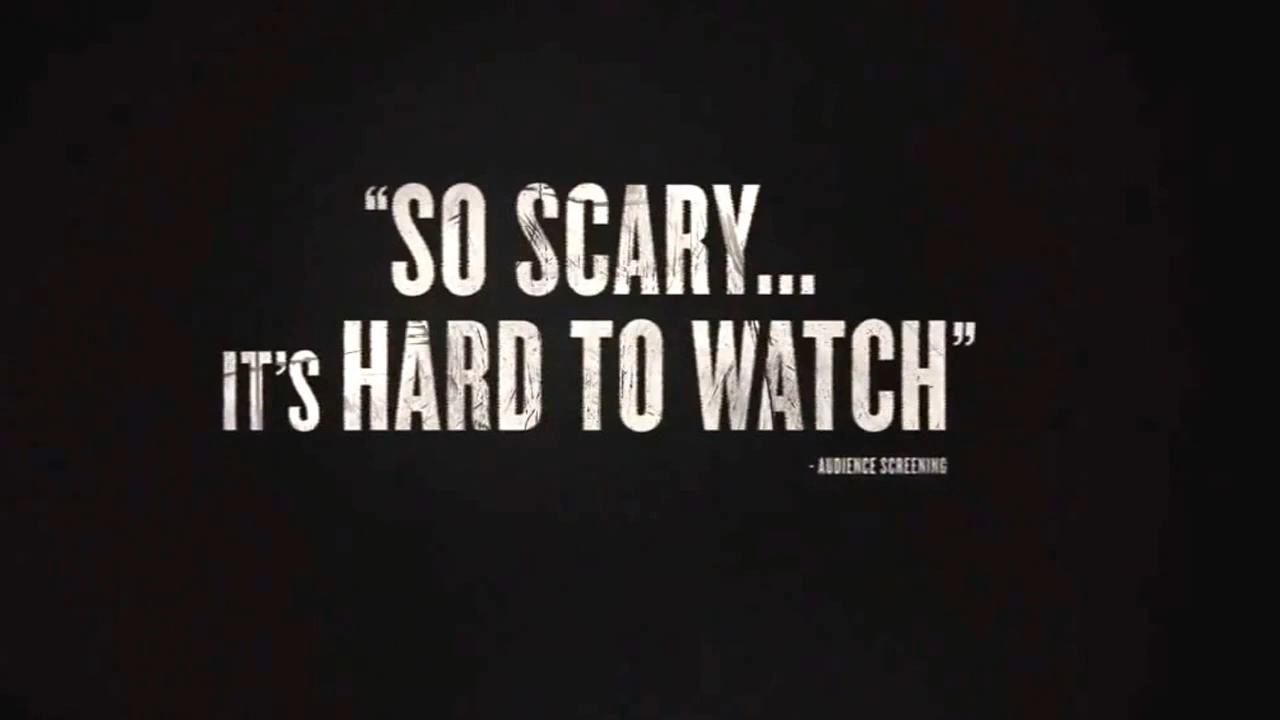 “SO SCARY...
IT’S HARD TO WATCH”
- AUDIENCE SCREENING